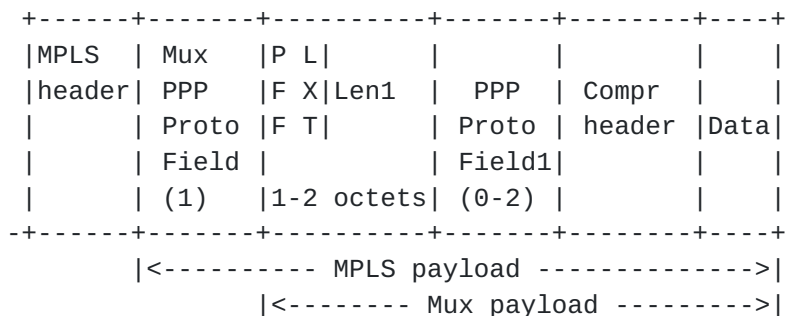 +------+-------+----------+-------+--------+----+
|MPLS | Mux |P L| | | | |
|header| PPP |F X|Len1 | PPP | Compr | |
| | Proto |F T| | Proto | header |Data|
| | Field | | Field1| | |
| | (1) |1-2 octets| (0-2) | | |
-+------+-------+----------+-------+--------+----+
|<---------- MPLS payload -------------->|
|<-------- Mux payload --------->|